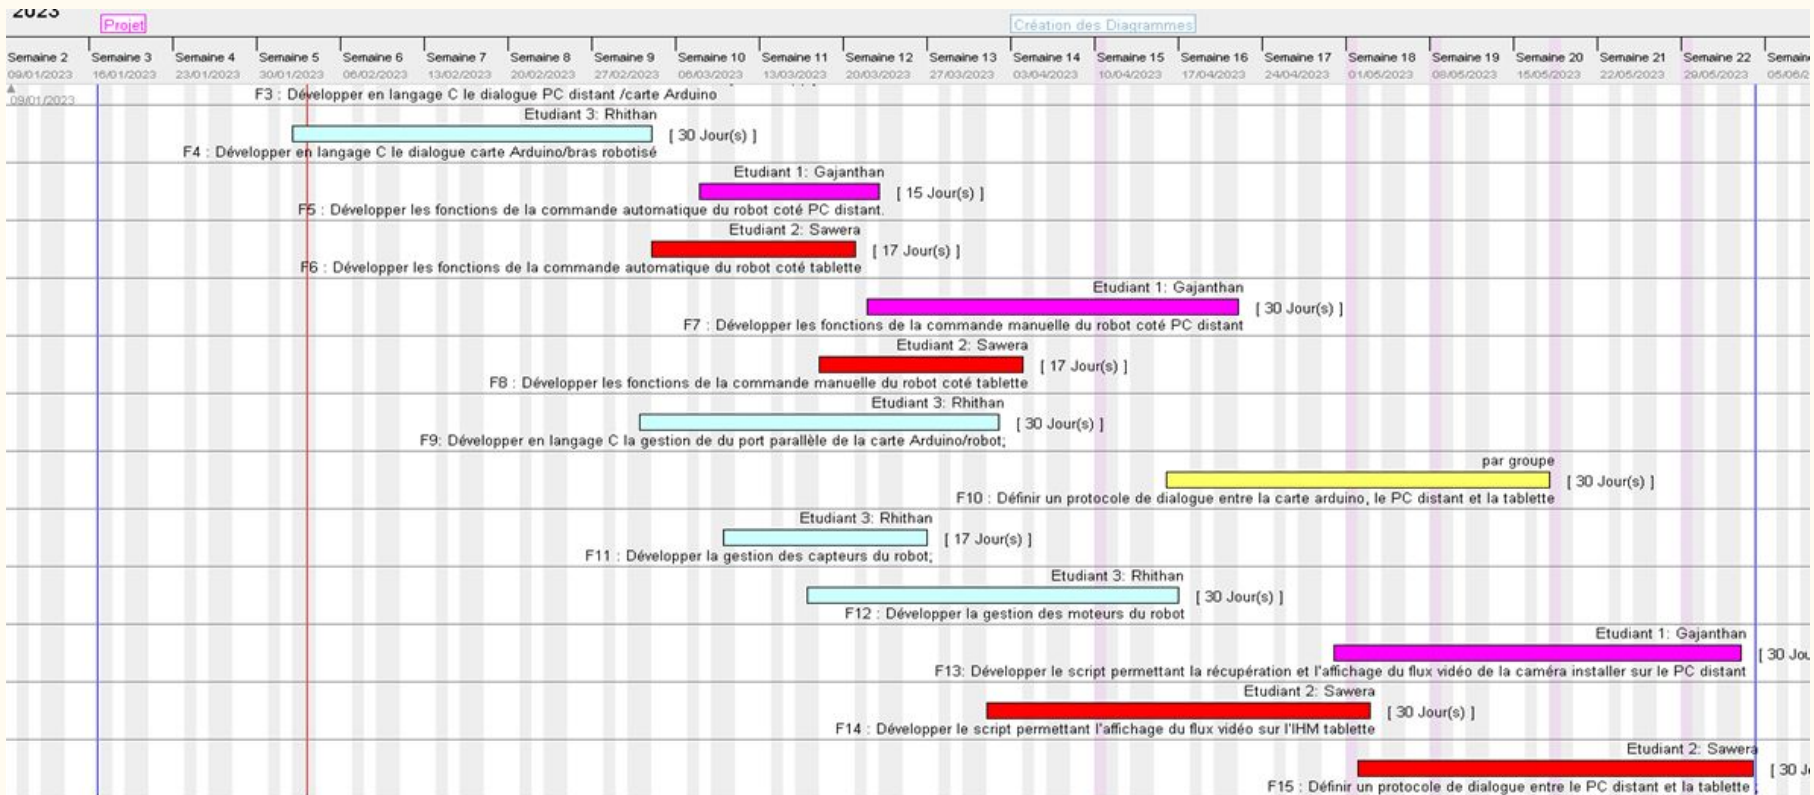 2023
Projet
Création des Diagrammes
Semaine 2 Semaine 3 Semaine 4 Semaine 5 Semaine 6 Semaine 7 Semaine 8 Semaine 9 Semaine 10 Semaine 11 Semaine 12 Semaine 13 Semaine 14 Semaine 15 Semaine 16 Semaine 17 Semaine 18 Semaine 19 Semaine 20 Semaine 21 Semaine 22 Semain
09/01/2023 16/01/2023 23/01/2023 30/01/2023 06/02/2023 13/02/2023 20/02/2023 27/02/2023 06/03/2023 13/03/2023 20/03/2023 27/03/2023 03/04/2023 10/04/2023 17/04/2023 24/04/2023 01/05/2023 08/05/2023 15/05/2023 22/05/2023 29/05/2023 05/06/2
09/01/2023
F3 : Développer en langage C le dialogue PC distant /carte Arduino
Etudiant 3: Rhithan
[ 30 Jour(s) ]
F4 : Développer en langage C le dialogue carte Arduino/bras robotisé
Etudiant 1: Gajanthan
[ 15 Jour(s) ]
F5 : Développer les fonctions de la commande automatique du robot coté PC distant.
Etudiant 2: Sawera
[ 17 Jour(s) ]
F6 : Développer les fonctions de la commande automatique du robot coté tablette
Etudiant 1: Gajanthan
[ 30 Jour(s) ]
F7 : Développer les fonctions de la commande manuelle du robot coté PC distant
Etudiant 2: Sawera
[ 17 Jour(s) ]
F8 : Développer les fonctions de la commande manuelle du robot coté tablette
Etudiant 3: Rhithan
[ 30 Jour(s) ]
F9: Développer en langage C la gestion de du port parallèle de la carte Arduino/robot;
par groupe
[ 30 Jour(s) ]
F10 : Définir un protocole de dialogue entre la carte arduino, le PC distant et la tablette
Etudiant 3: Rhithan
[ 17 Jour(s) ]
F11 : Développer la gestion des capteurs du robot;
Etudiant 3: Rhithan
[ 30 Jour(s) ]
F12 : Développer la gestion des moteurs du robot
Etudiant 1: Gajanthan
[ 30 Jou
F13: Développer le script permettant la récupération et l'affichage du flux vidéo de la caméra installer sur le PC distant
Etudiant 2: Sawera
[ 30 Jour(s) ]
F14 : Développer le script permettant l'affichage du flux vidéo sur l'IHM tablette
Etudiant 2: Sawera
[ 30 J
F15 : Définir un protocole de dialogue entre le PC distant et la tablette ;